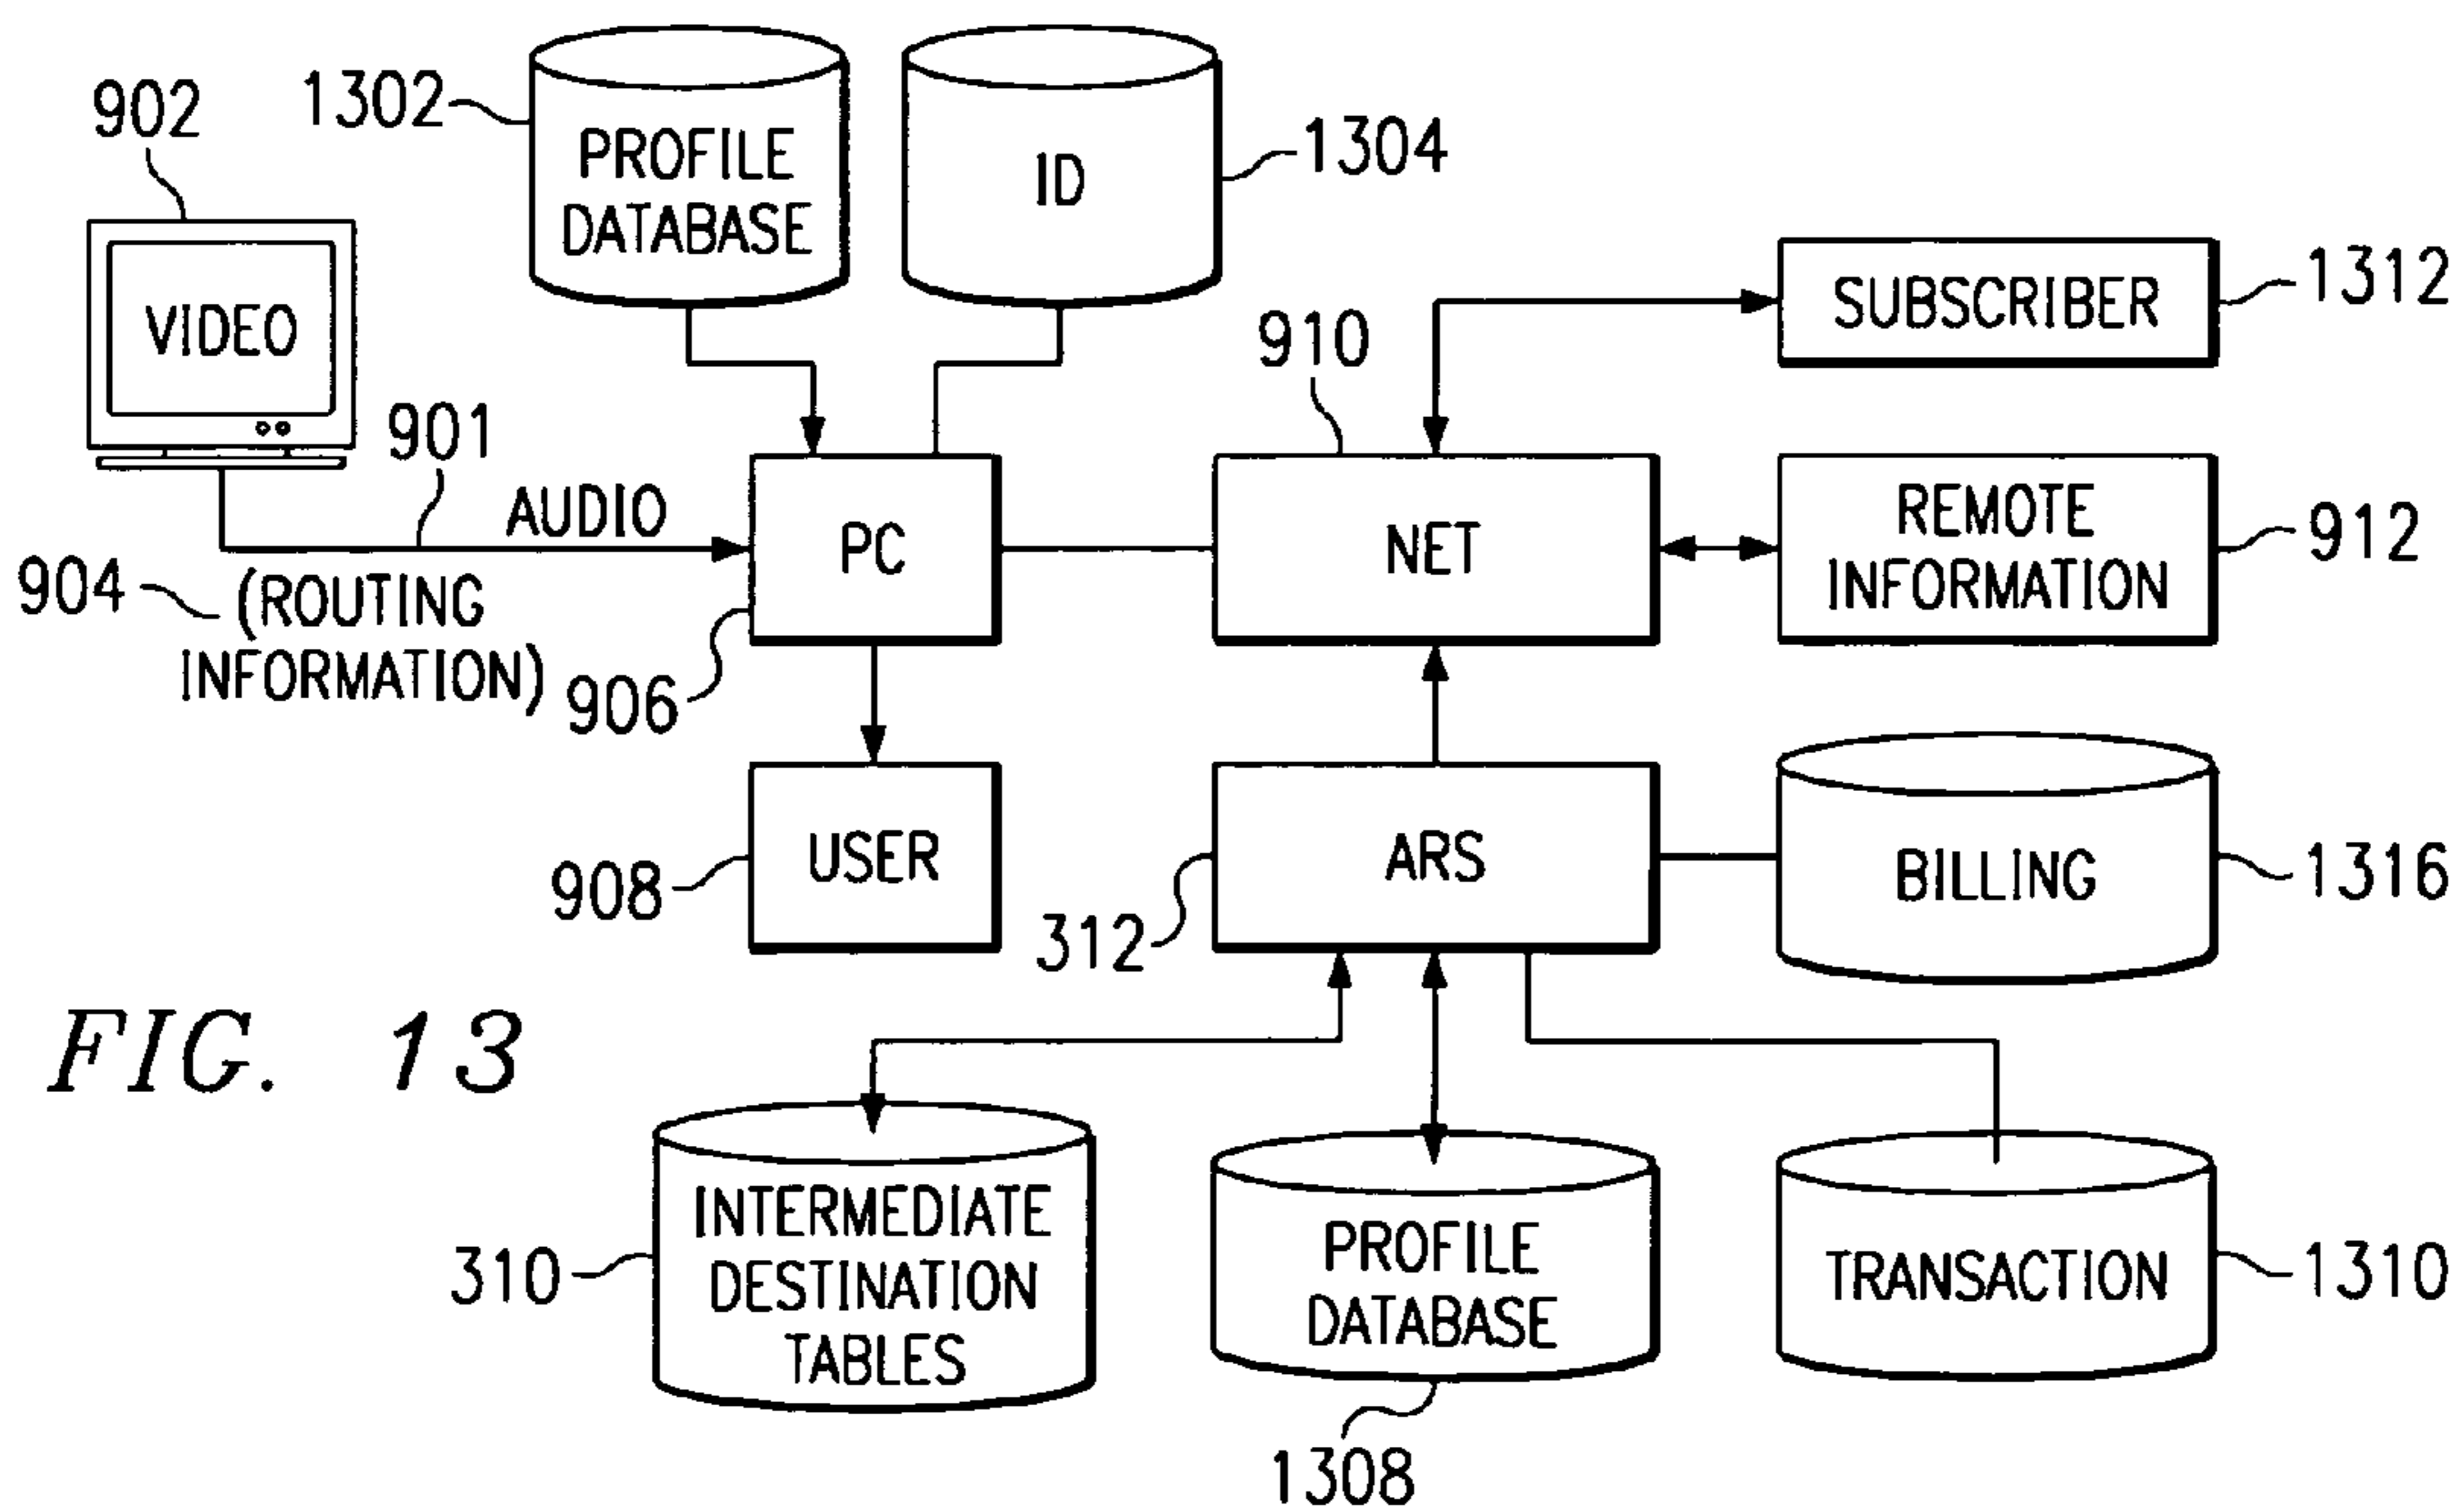 902
1302
PROFILE
DATABASE
ID
1304
VIDEO
SUBSCRIBER
1312
910
901
AUDIO
904
(ROUTING
INFORMATION)
906
PC
NET
REMOTE
INFORMATION
912
USER
908
ARS
312
BILLING
1316
FIG. 13
310
INTERMEDIATE
DESTINATION
TABLES
PROFILE
DATABASE
1308
TRANSACTION
1310